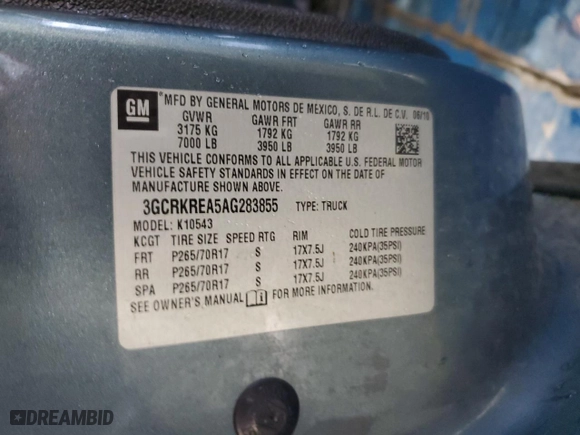 GM
MFD BY GENERAL MOTORS DE MEXICO, S. DE R.L. DE C.V. 06/10
GVWR GAWR FRT GAWR RR
3175 KG 1792 KG 1792 KG
7000 LB 3950 LB 3950 LB
THIS VEHICLE CONFORMS TO ALL APPLICABLE U.S. FEDERAL MOTOR
VEHICLE SAFETY STANDARDS IN EFFECT ON THE DATE OF
MANUFACTURE SHOWN ABOVE.
3GCRKREA5AG283855 TYPE: TRUCK
MODEL: K10543
KCGT TIRE SIZE SPEED RTG RIM COLD TIRE PRESSURE
FRT P265/70R17 S 17X7.5J 240KPA(35PSI)
RR P265/70R17 S 17X7.5J 240KPA(35PSI)
SPA P265/70R17 S 17X7.5J 240KPA(35PSI)
SEE OWNER'S MANUAL FOR MORE INFORMATION.
DREAMBID